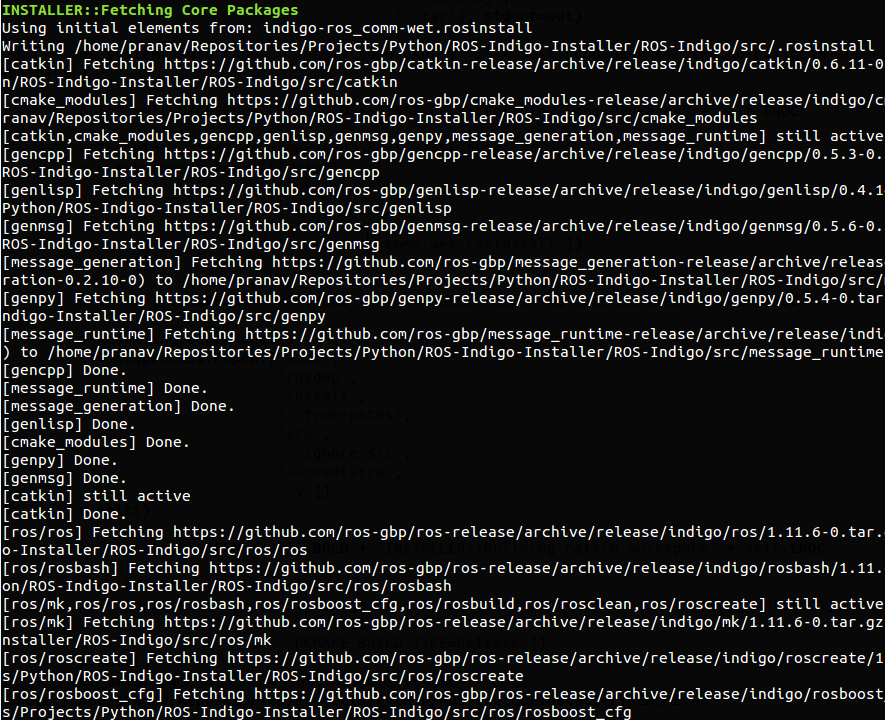 INSTALLER::Fetching Core Packages
Using initial elements from: indigo-ros_comm-wet.rosinstall
Writing /home/pranav/Repositories/Projects/Python/ROS-Indigo-Installer/ROS-Indigo/src/.rosinstall
[catkin] Fetching https://github.com/ros-gbp/catkin-release/archive/release/indigo/catkin/0.6.11-0
n/ROS-Indigo-Installer/ROS-Indigo/src/catkin
[cmake_modules] Fetching https://github.com/ros-gbp/cmake_modules-release/archive/release/indigo/c
ranav/Repositories/Projects/Python/ROS-Indigo-Installer/ROS-Indigo/src/cmake_modules
[catkin,cmake_modules,gencpp,genlisp,genmsg,genpy,message_generation,message_runtime] still active
[gencpp] Fetching https://github.com/ros-gbp/gencpp-release/archive/release/indigo/gencpp/0.5.3-0.
ROS-Indigo-Installer/ROS-Indigo/src/gencpp
[genlisp] Fetching https://github.com/ros-gbp/genlisp-release/archive/release/indigo/genlisp/0.4.1
Python/ROS-Indigo-Installer/ROS-Indigo/src/genlisp
[genmsg] Fetching https://github.com/ros-gbp/genmsg-release/archive/release/indigo/genmsg/0.5.6-0.
ROS-Indigo-Installer/ROS-Indigo/src/genmsg
[message_generation] Fetching https://github.com/ros-gbp/message_generation-release/archive/releas
ration-0.2.10-0) to /home/pranav/Repositories/Projects/Python/ROS-Indigo-Installer/ROS-Indigo/src/
[genpy] Fetching https://github.com/ros-gbp/genpy-release/archive/release/indigo/genpy/0.5.4-0.tar
ndigo-Installer/ROS-Indigo/src/genpy
[message_runtime] Fetching https://github.com/ros-gbp/message_runtime-release/archive/release/indi
) to /home/pranav/Repositories/Projects/Python/ROS-Indigo-Installer/ROS-Indigo/src/message_runtime
[gencpp] Done.
[message_runtime] Done.
[message_generation] Done.
[genlisp] Done.
[cmake_modules] Done.
[genpy] Done.
[genmsg] Done.
[catkin] still active
[catkin] Done.
[ros/ros] Fetching https://github.com/ros-gbp/ros-release/archive/release/indigo/ros/1.11.6-0.tar.
o-Installer/ROS-Indigo/src/ros/ros
[ros/rosbash] Fetching https://github.com/ros-gbp/ros-release/archive/release/indigo/rosbash/1.11.
on/ROS-Indigo-Installer/ROS-Indigo/src/ros/rosbash
[ros/mk,ros/ros,ros/rosbash,ros/rosboost_cfg,ros/rosbuild,ros/rosclean,ros/roscreate] still active
[ros/mk] Fetching https://github.com/ros-gbp/ros-release/archive/release/indigo/mk/1.11.6-0.tar.gz
nstaller/ROS-Indigo/src/ros/mk
[ros/roscreate] Fetching https://github.com/ros-gbp/ros-release/archive/release/indigo/roscreate/1
s/Python/ROS-Indigo-Installer/ROS-Indigo/src/ros/roscreate
[ros/rosboost_cfg] Fetching https://github.com/ros-gbp/ros-release/archive/release/indigo/rosboost
s/Projects/Python/ROS-Indigo-Installer/ROS-Indigo/src/ros/rosboost_cfg